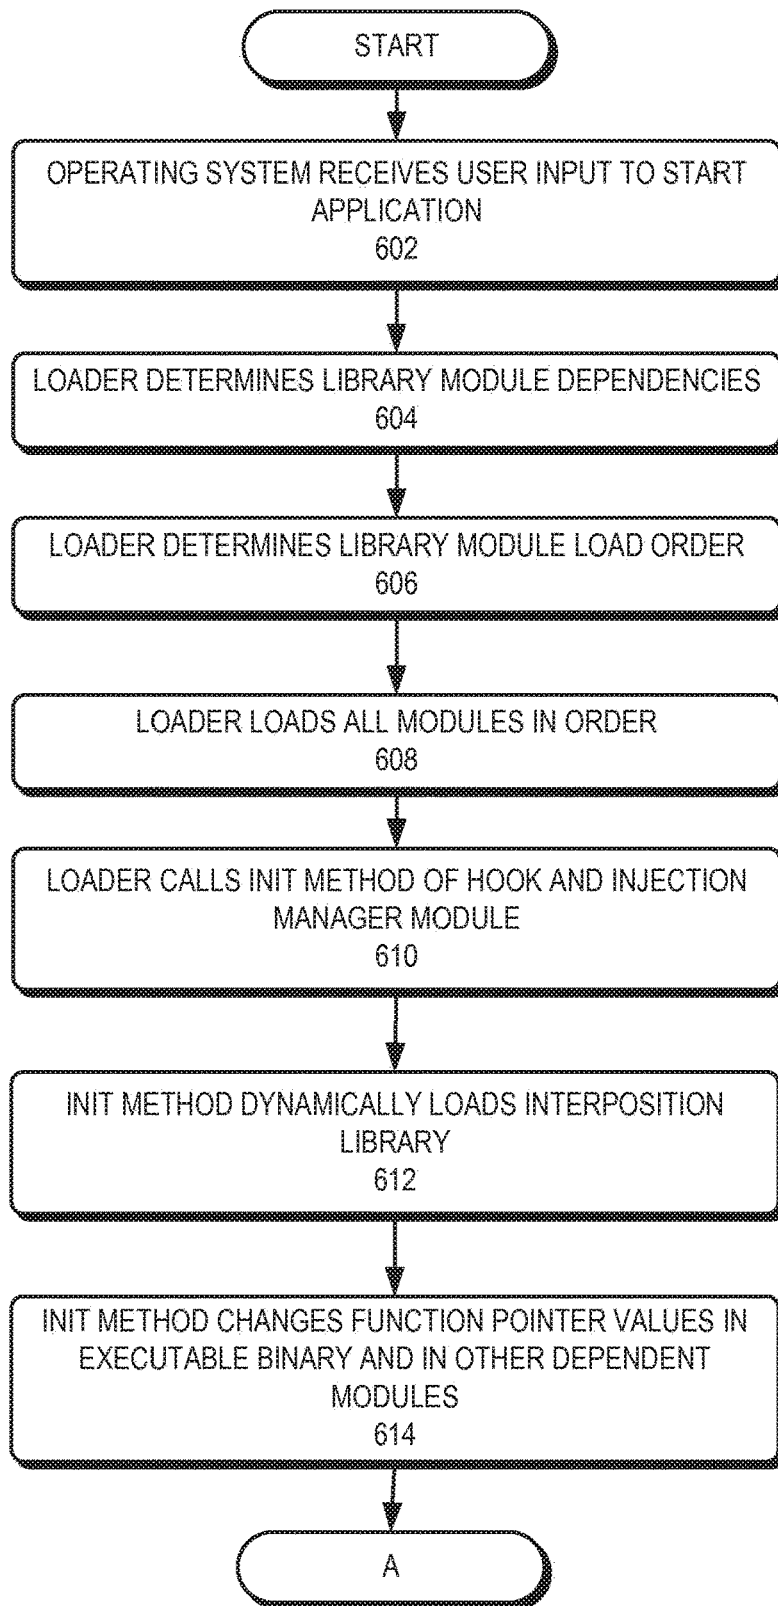 START
OPERATING SYSTEM RECEIVES USER INPUT TO START
APPLICATION
602
LOADER DETERMINES LIBRARY MODULE DEPENDENCIES
604
LOADER DETERMINES LIBRARY MODULE LOAD ORDER
606
LOADER LOADS ALL MODULES IN ORDER
608
LOADER CALLS INIT METHOD OF HOOK AND INJECTION
MANAGER MODULE
610
INIT METHOD DYNAMICALLY LOADS INTERPOSITION
LIBRARY
612
INIT METHOD CHANGES FUNCTION POINTER VALUES IN
EXECUTABLE BINARY AND IN OTHER DEPENDENT
MODULES
614
A